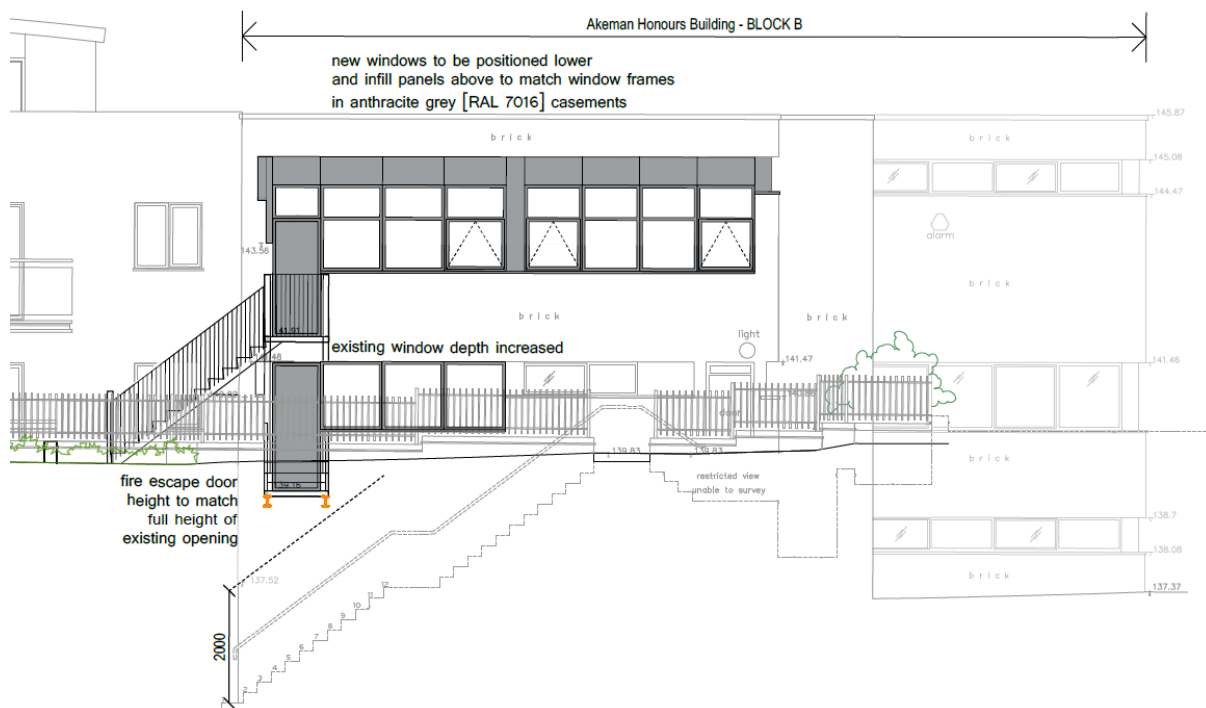 Akeman Honours Building - BLOCK B
new windows to be positioned lower
and infill panels above to match window frames
in anthracite grey [RAL 7016] casements
145.87
brick
brick
145.08
144.47
alarm
143.56
brick
brick
brick
light
141.91
existing window depth increased
141.47
141.46
door
139.83
139.83
restricted view
unable to survey
brick
fire escape door
height to match
full height of
existing opening
139.16
138.7
138.08
137.52
brick
137.37
12
11
10
9
8
7
6
5
4
3
2
2000